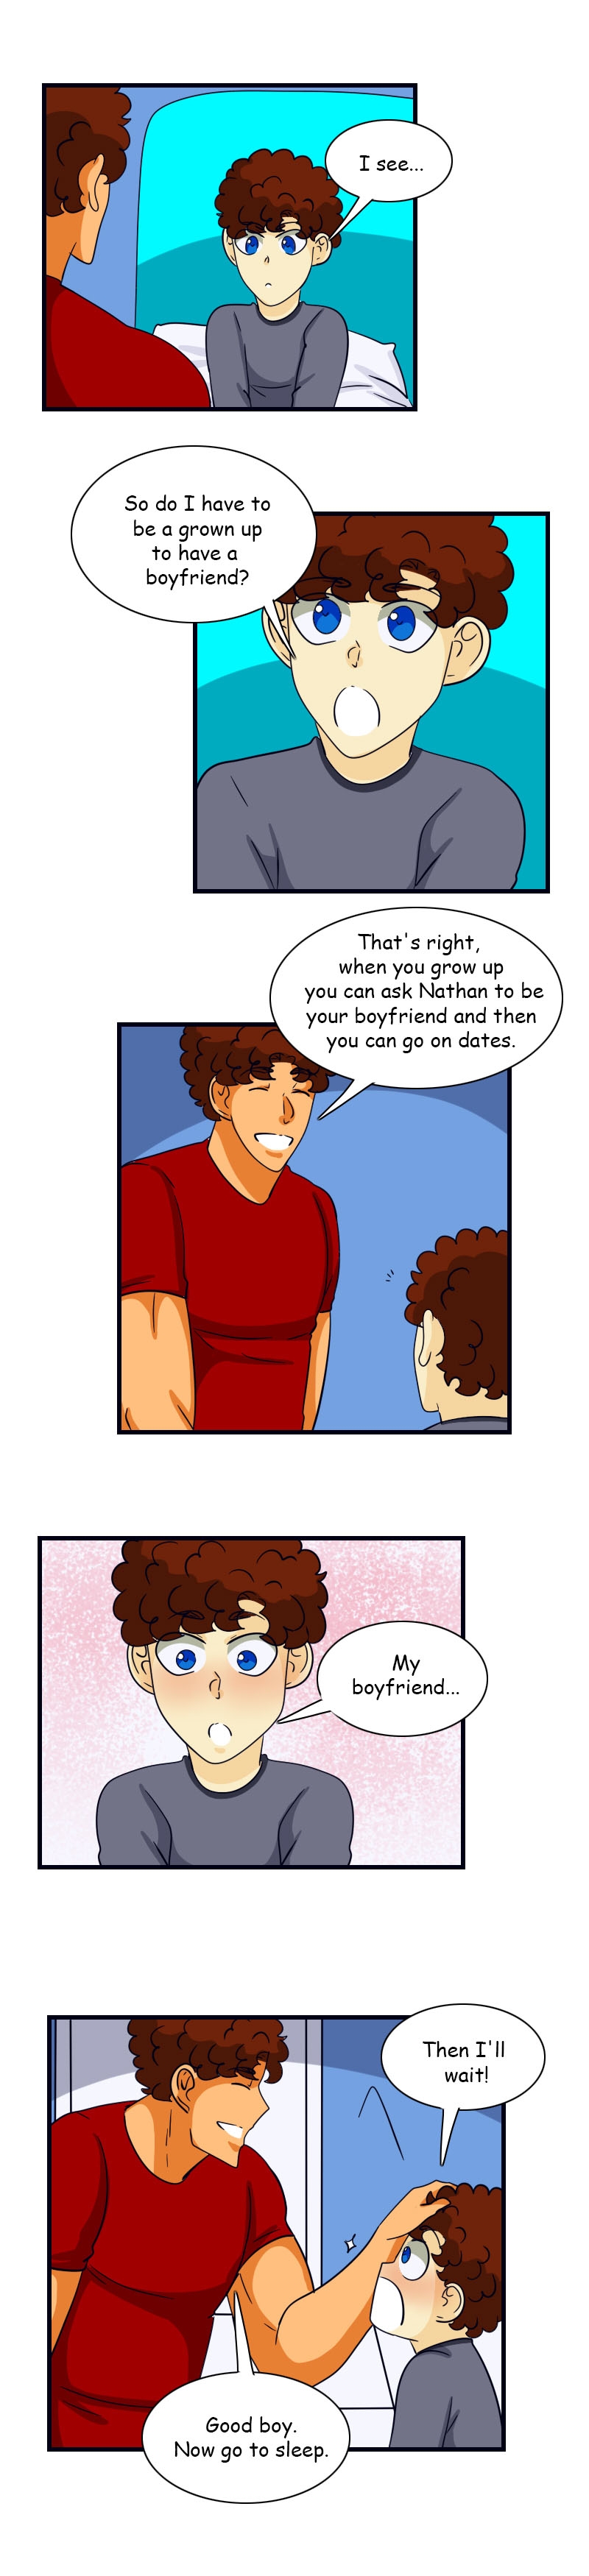 I see...
So do I have to
be a grown up
to have a
boyfriend?
That's right,
when you grow up
you can ask Nathan to be
your boyfriend and then
you can go on dates.
My
boyfriend...
Then I'll
wait!
Good boy.
Now go to sleep.